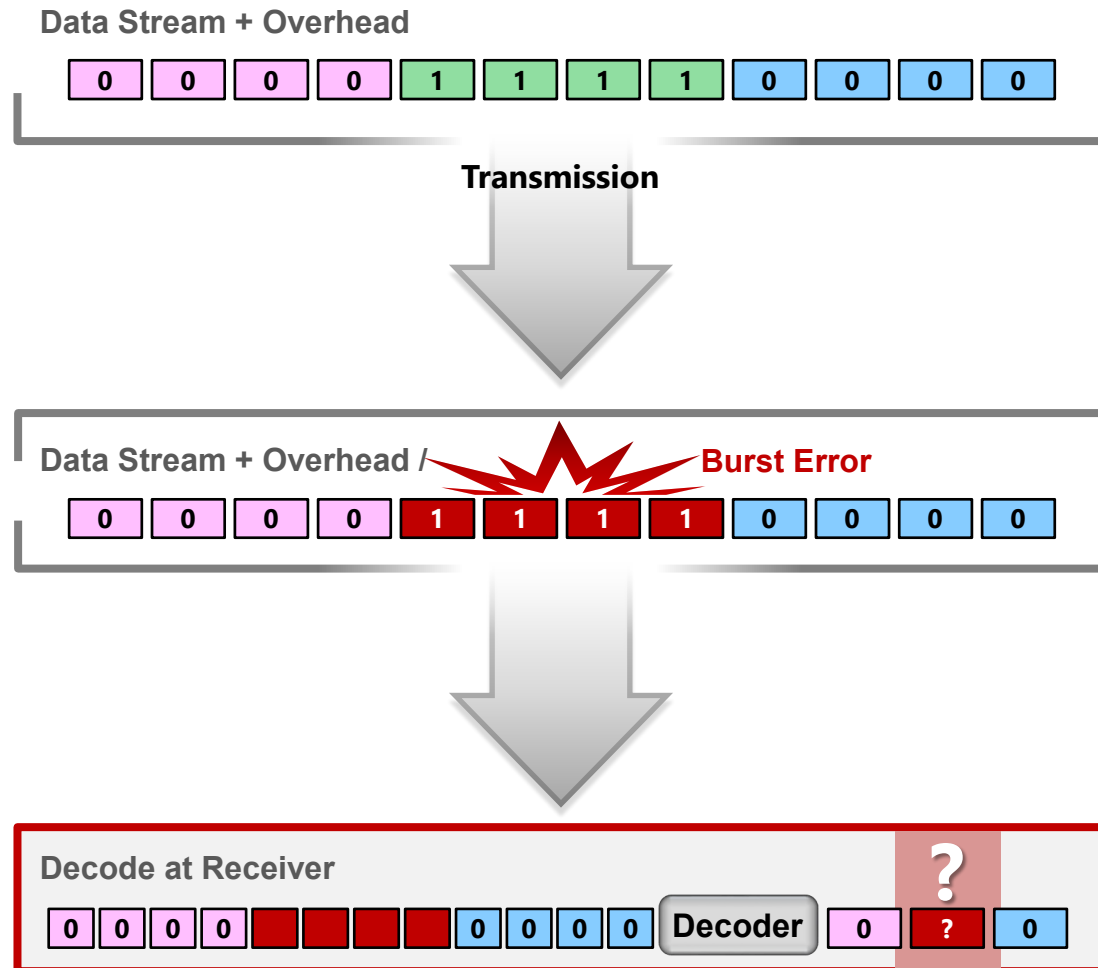 Data Stream + Overhead
0 0 0 0 1 1 1 1 0 0 0 0
Transmission
Data Stream + Overhead / Burst Error
0 0 0 0 1 1 1 1 0 0 0 0
Decode at Receiver ?
0 0 0 0 0 0 0 0 Decoder 0 ? 0